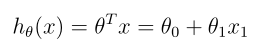 h_θ(x) = θ^T x = θ_0 + θ_1 x_1